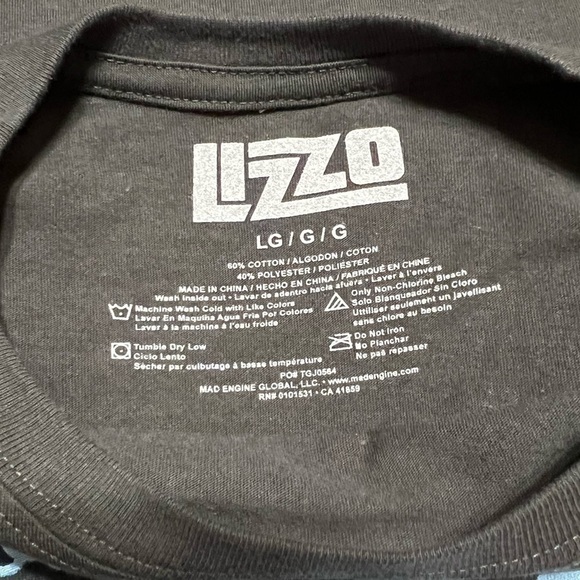 LIZZO
LG / G / G
60% COTTON / ALGODON / COTON
40% POLYESTER / POLIÉSTER
MADE IN CHINA / HECHO EN CHINA / FABRIQUÉ EN CHINE
Wash inside out • Lavar de adentro hacia afuera • Laver à l'envers
Machine Wash Cold with Like Colors
Lavar En Maquina Agua Fria Por Colores
Laver à la machine à l'eau froide
Only Non-Chlorine Bleach
Solo Blanqueador Sin Cloro
Utiliser seulement un javellisant
sans chlore au besoin
Tumble Dry Low
Ciclo Lento
Sécher par culbutage à basse température
Do Not Iron
No Planchar
Ne pas repasser
PO# TGJ0564
MAD ENGINE GLOBAL, LLC. • www.madengine.com
RN# 0101531 • CA 41859